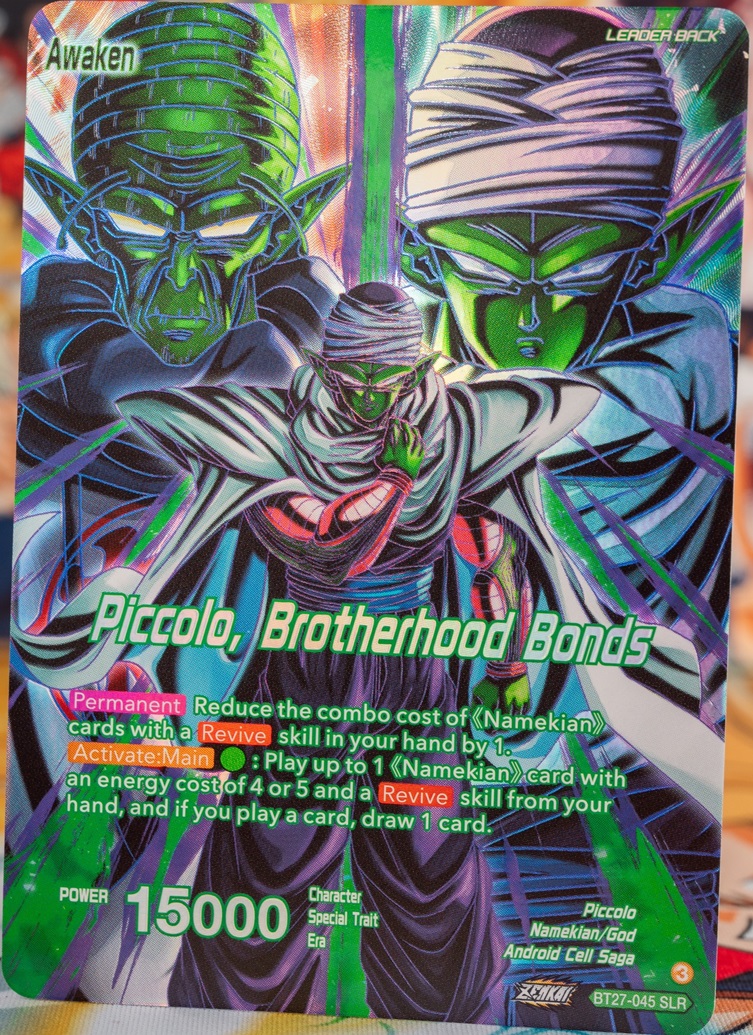 Awaken
LEADER BACK
Piccolo, Brotherhood Bonds
Permanent Reduce the combo cost of 《Namekian》
cards with a Revive skill in your hand by 1.
Activate:Main : Play up to 1 《Namekian》 card with
an energy cost of 4 or 5 and a Revive skill from your
hand, and if you play a card, draw 1 card.
POWER 15000
Character Piccolo
Special Trait Namekian/God
Era Android Cell Saga
3
ZENKAI BT27-045 SLR